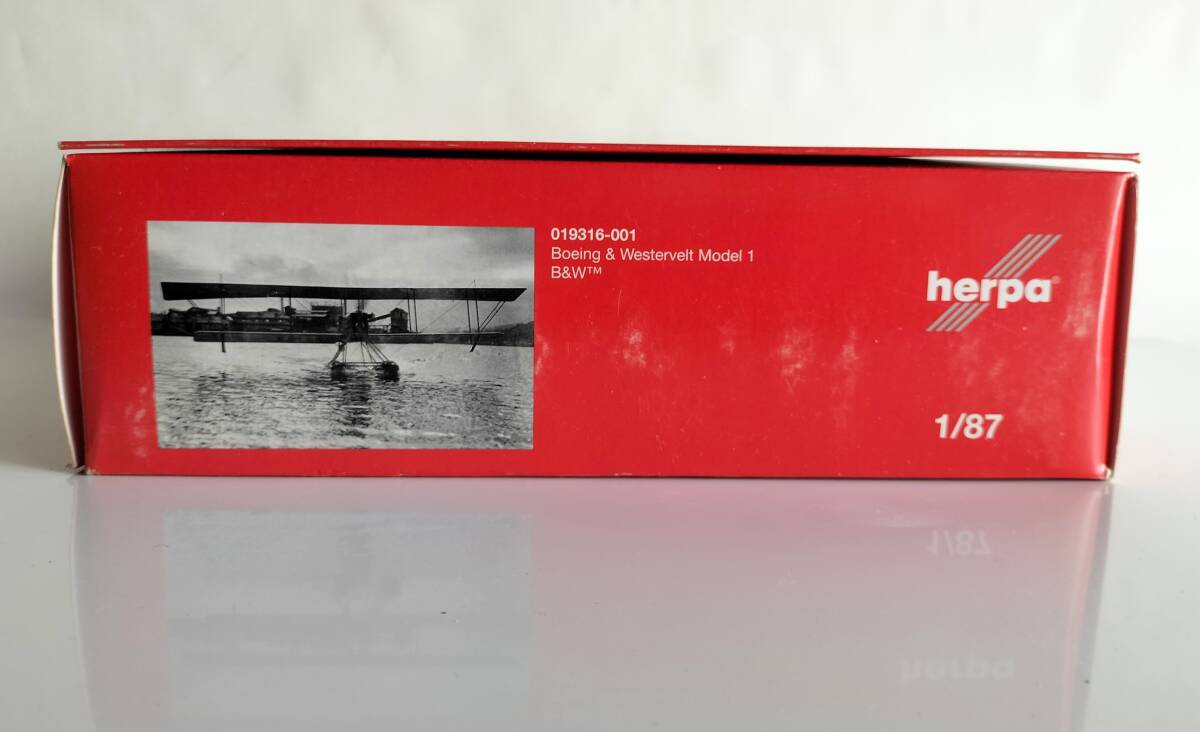 019316-001
Boeing & Westervelt Model 1
B&W™
herpa®
1/87